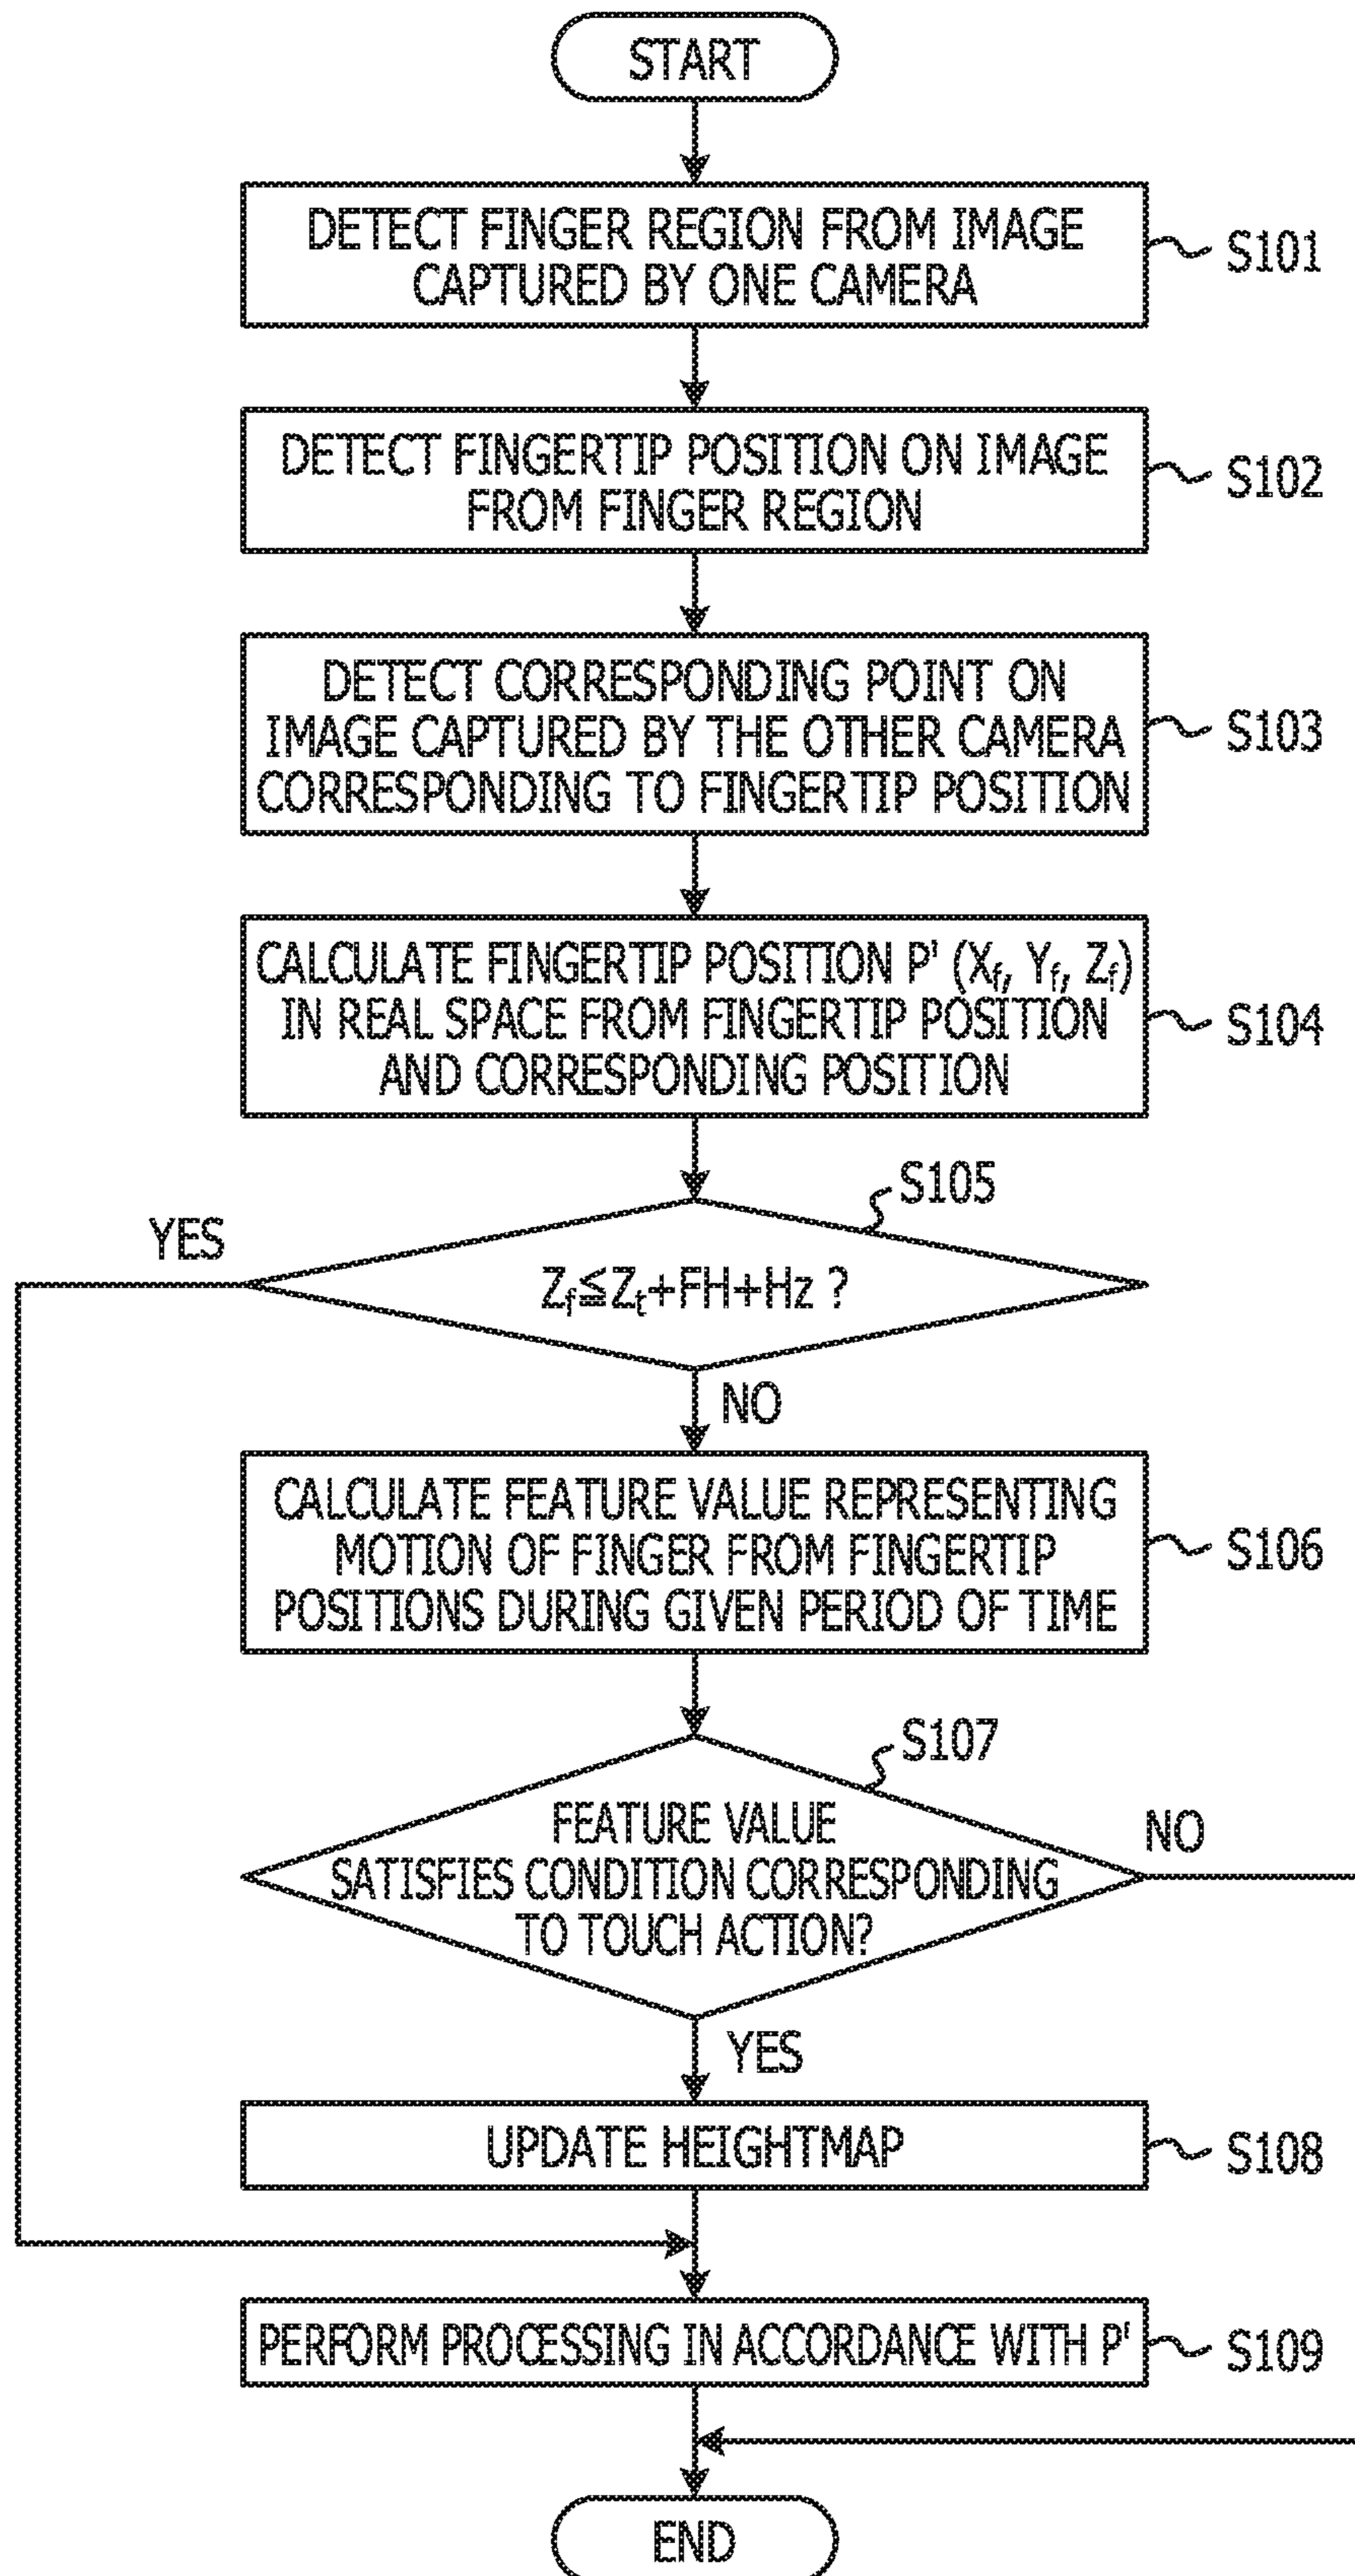 START
DETECT FINGER REGION FROM IMAGE
CAPTURED BY ONE CAMERA
S101
DETECT FINGERTIP POSITION ON IMAGE
FROM FINGER REGION
S102
DETECT CORRESPONDING POINT ON
IMAGE CAPTURED BY THE OTHER CAMERA
CORRESPONDING TO FINGERTIP POSITION
S103
CALCULATE FINGERTIP POSITION P' (Xf, Yf, Zf)
IN REAL SPACE FROM FINGERTIP POSITION
AND CORRESPONDING POSITION
S104
S105
YES
Zf≦Zt+FH+Hz ?
NO
CALCULATE FEATURE VALUE REPRESENTING
MOTION OF FINGER FROM FINGERTIP
POSITIONS DURING GIVEN PERIOD OF TIME
S106
S107
FEATURE VALUE
SATISFIES CONDITION CORRESPONDING
TO TOUCH ACTION?
NO
YES
UPDATE HEIGHTMAP
S108
PERFORM PROCESSING IN ACCORDANCE WITH P'
S109
END